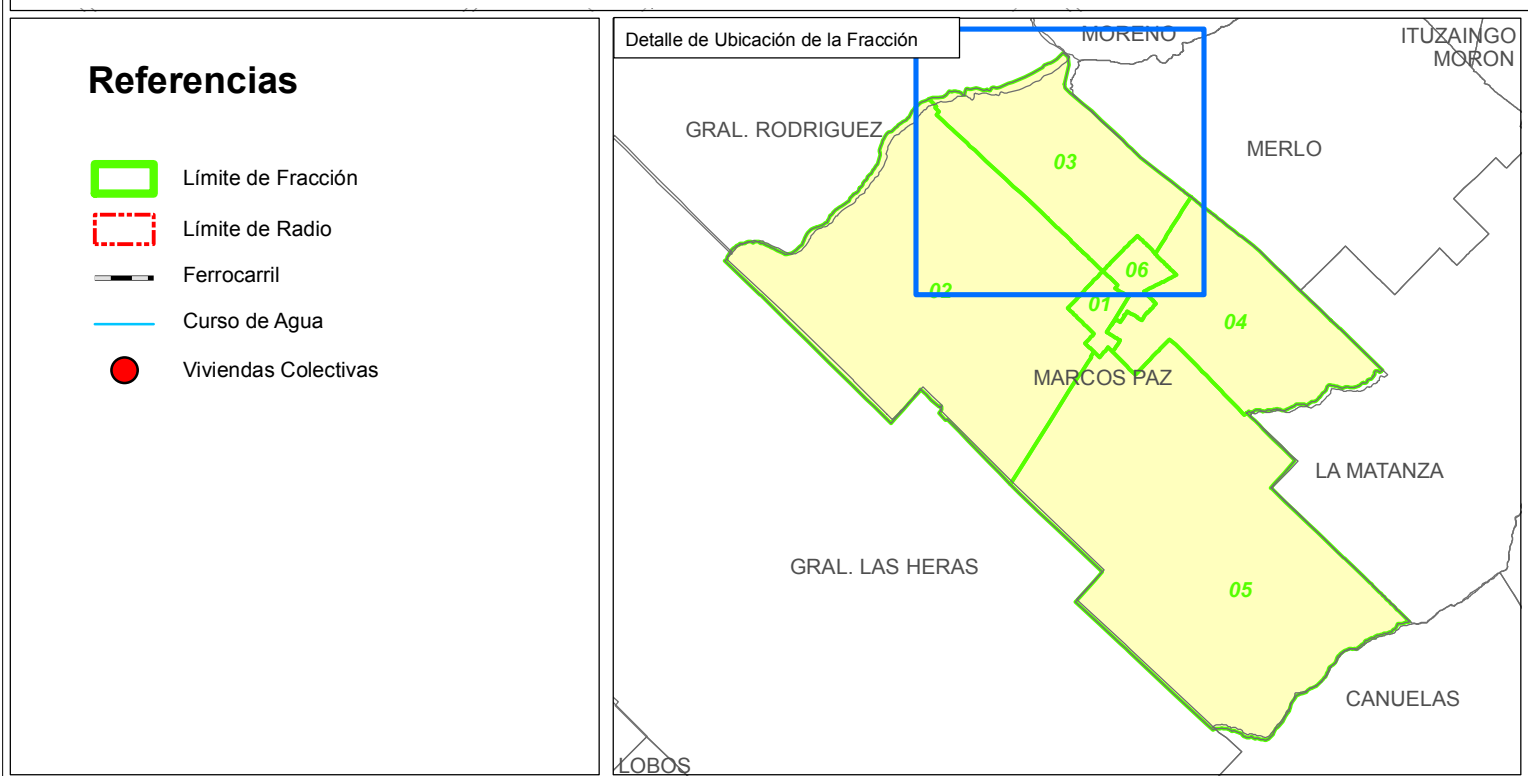 Referencias
Límite de Fracción
Límite de Radio
Ferrocarril
Curso de Agua
Viviendas Colectivas
Detalle de Ubicación de la Fracción
MORENO
ITUZAINGO
MORON
GRAL. RODRIGUEZ
MERLO
03
06
02
01
04
MARCOS PAZ
LA MATANZA
GRAL. LAS HERAS
05
CANUELAS
LOBOS